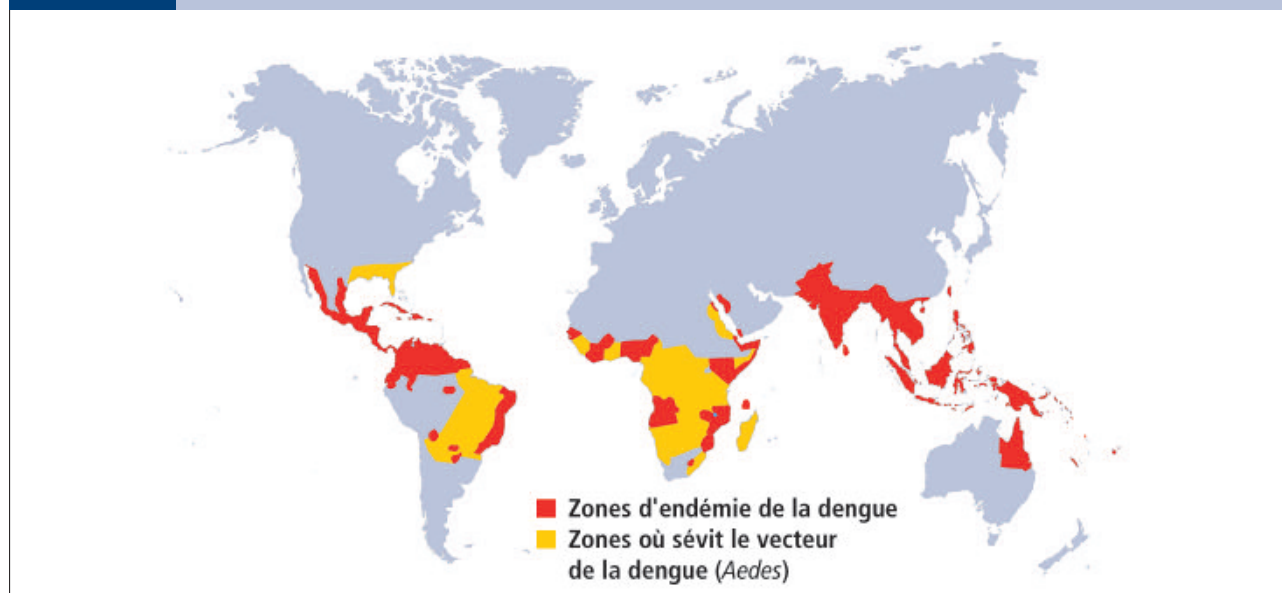 Zones d'endémie de la dengue
Zones où sévit le vecteur
de la dengue (Aedes)